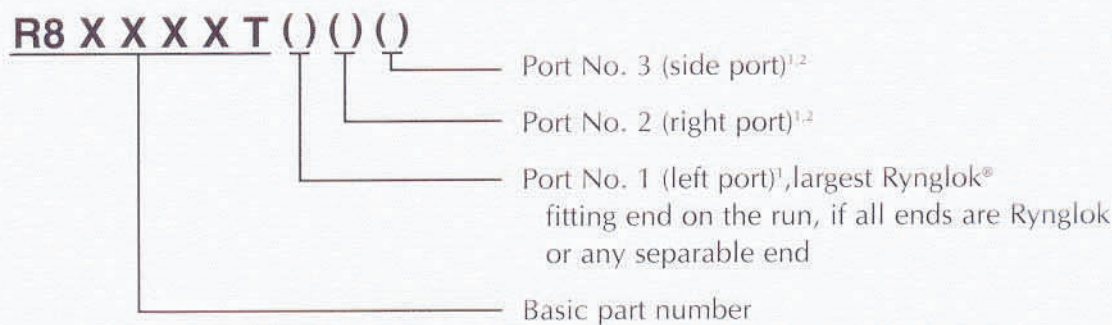 R8 X X X X T ( ) ( ) ( )
Port No. 3 (side port)¹,²
Port No. 2 (right port)¹,²
Port No. 1 (left port)¹,largest Rynglok®
fitting end on the run, if all ends are Rynglok
or any separable end
Basic part number